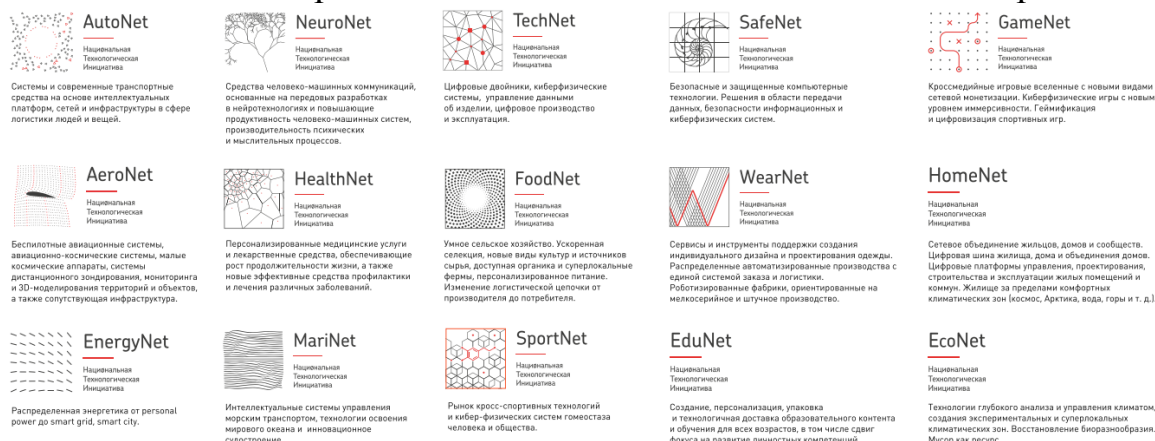 AutoNet
Национальная
Технологическая
Инициатива
Системы и современные транспортные
средства на основе интеллектуальных
платформ, сетей и инфраструктуры в сфере
логистики людей и вещей.
NeuroNet
Национальная
Технологическая
Инициатива
Средства человеко-машинных коммуникаций,
основанные на передовых разработках
в нейротехнологиях и повышающие
продуктивность человеко-машинных систем,
производительность психических
и мыслительных процессов.
TechNet
Национальная
Технологическая
Инициатива
Цифровые двойники, киберфизические
системы, управление данными
об изделии, цифровое производство
и эксплуатация.
SafeNet
Национальная
Технологическая
Инициатива
Безопасные и защищенные компьютерные
технологии. Решения в области передачи
данных, безопасности информационных и
киберфизических систем.
GameNet
Национальная
Технологическая
Инициатива
Кроссмедийные игровые вселенные с новыми видами
сетевой монетизации. Киберфизические игры с новым
уровнем иммерсивности. Геймификация
и цифровизация спортивных игр.
AeroNet
Национальная
Технологическая
Инициатива
Беспилотные авиационные системы,
авиационно-космические системы, малые
космические аппараты, системы
дистанционного зондирования, мониторинга
и 3D-моделирования территорий и объектов,
а также сопутствующая инфраструктура.
HealthNet
Национальная
Технологическая
Инициатива
Персонализированные медицинские услуги
и лекарственные средства, обеспечивающие
рост продолжительности жизни, а также
новые эффективные средства профилактики
и лечения различных заболеваний.
FoodNet
Национальная
Технологическая
Инициатива
Умное сельское хозяйство. Ускоренная
селекция, новые виды культур и источников
сырья, доступная органика и суперлокальные
фермы, персонализированное питание.
Изменение логистической цепочки от
производителя до потребителя.
WearNet
Национальная
Технологическая
Инициатива
Сервисы и инструменты поддержки создания
индивидуального дизайна и проектирования одежды.
Распределенные автоматизированные производства с
единой системой заказа и логистики.
Роботизированные фабрики, ориентированные на
мелкосерийное и штучное производство.
HomeNet
Национальная
Технологическая
Инициатива
Сетевое объединение жильцов, домов и сообществ.
Цифровая шина жилища, дома и объединения домов.
Цифровые платформы управления, проектирования,
строительства и эксплуатации жилых помещений и
коммун. Жилище за пределами комфортных
климатических зон (космос, Арктика, вода, горы и т. д.)
EnergyNet
Национальная
Технологическая
Инициатива
Распределенная энергетика от personal
power до smart grid, smart city.
MariNet
Национальная
Технологическая
Инициатива
Интеллектуальные системы управления
морским транспортом, технологии освоения
мирового океана и инновационное
судостроение
SportNet
Национальная
Технологическая
Инициатива
Рынок кросс-спортивных технологий
и кибер-физических систем гомеостаза
человека и общества.
EduNet
Национальная
Технологическая
Инициатива
Создание, персонализация, упаковка
и технологичная доставка образовательного контента
и обучения для всех возрастов, в том числе сдвиг
фокуса на развитие личностных компетенций
EcoNet
Национальная
Технологическая
Инициатива
Технологии глубокого анализа и управления климатом,
создания экспериментальных и суперлокальных
климатических зон. Восстановление биоразнообразия.
Мусор как ресурс